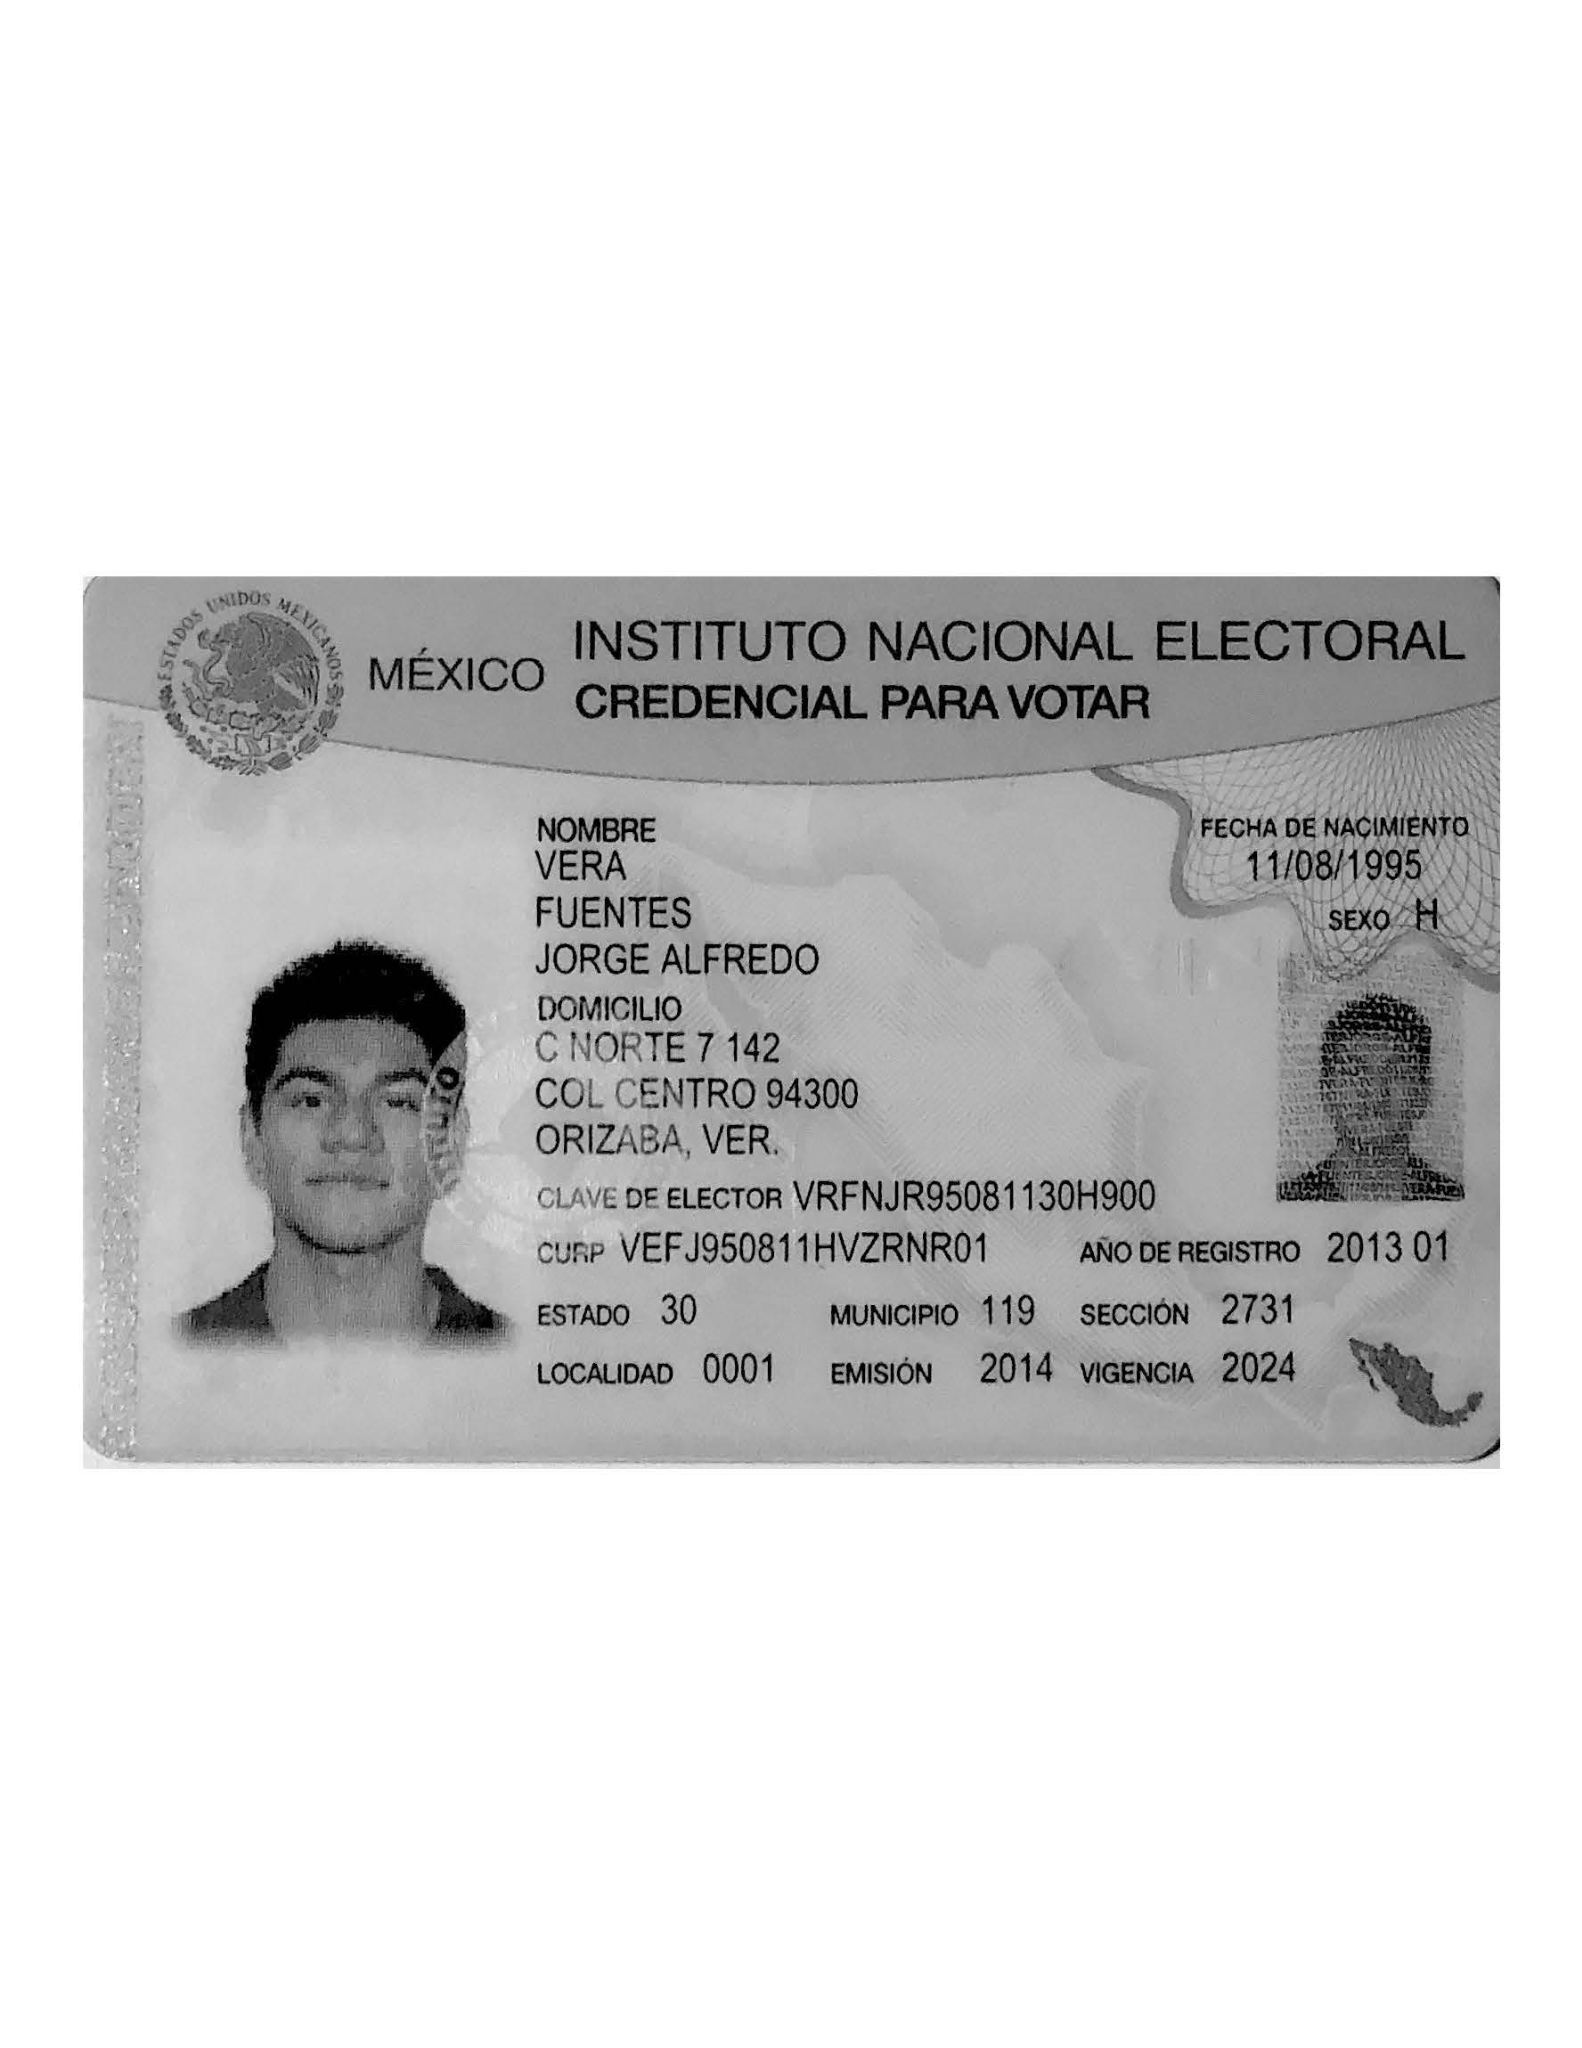 ESTADOS UNIDOS MEXICANOS
MÉXICO
INSTITUTO NACIONAL ELECTORAL
CREDENCIAL PARA VOTAR
NOMBRE
VERA
FUENTES
JORGE ALFREDO
FECHA DE NACIMIENTO
11/08/1995
SEXO H
DOMICILIO
C NORTE 7 142
COL CENTRO 94300
ORIZABA, VER.
CLAVE DE ELECTOR VRFNJR95081130H900
CURP VEFJ950811HVZRNR01 AÑO DE REGISTRO 2013 01
ESTADO 30 MUNICIPIO 119 SECCIÓN 2731
LOCALIDAD 0001 EMISIÓN 2014 VIGENCIA 2024